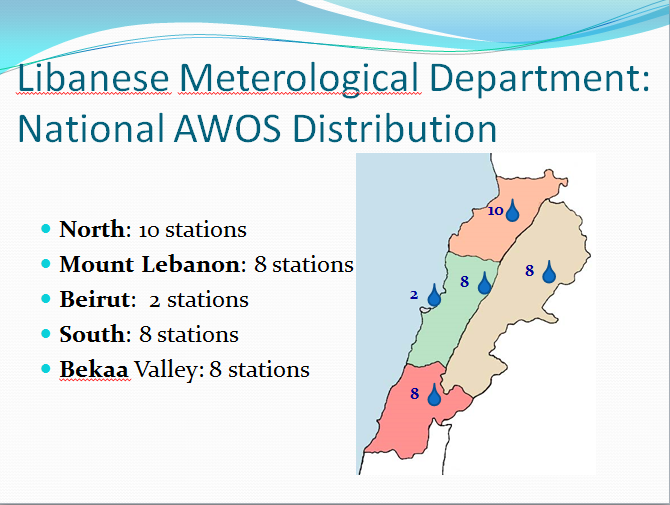 Libanese Meterological Department:
National AWOS Distribution
North: 10 stations
Mount Lebanon: 8 stations
Beirut: 2 stations
South: 8 stations
Bekaa Valley: 8 stations
10
8
8
2
8